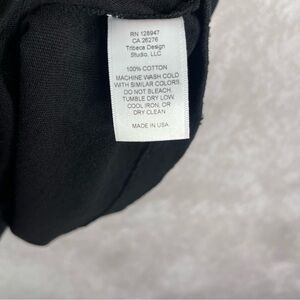 RN 128947
CA 26276
Tribeca Design
Studio, LLC
100% COTTON
MACHINE WASH COLD
WITH SIMILAR COLORS.
DO NOT BLEACH.
TUMBLE DRY LOW.
COOL IRON, OR
DRY CLEAN
MADE IN USA